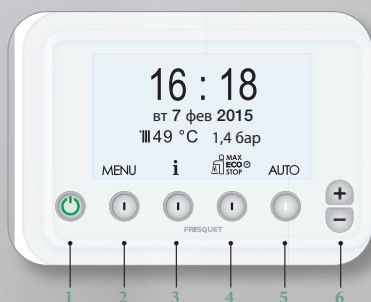 16 : 18
вт 7 фев 2015
49 °C 1,4 бар
MAX
MENU i ECO AUTO
STOP
+
−
FRISQUET
1 2 3 4 5 6